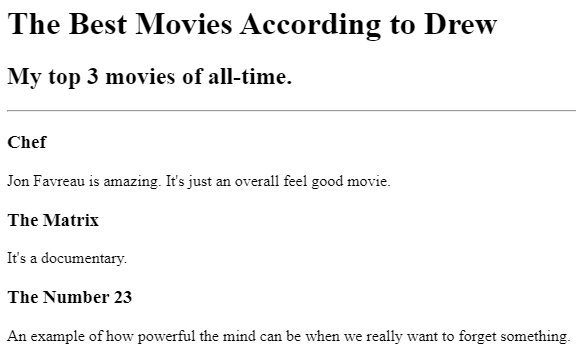 The Best Movies According to Drew
My top 3 movies of all-time.
Chef
Jon Favreau is amazing. It's just an overall feel good movie.
The Matrix
It's a documentary.
The Number 23
An example of how powerful the mind can be when we really want to forget something.